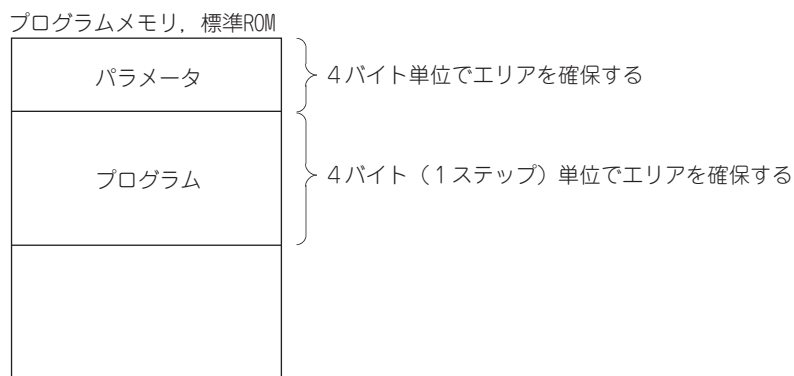 プログラムメモリ, 標準ROM
パラメータ
4バイト単位でエリアを確保する
プログラム
4バイト（1ステップ）単位でエリアを確保する